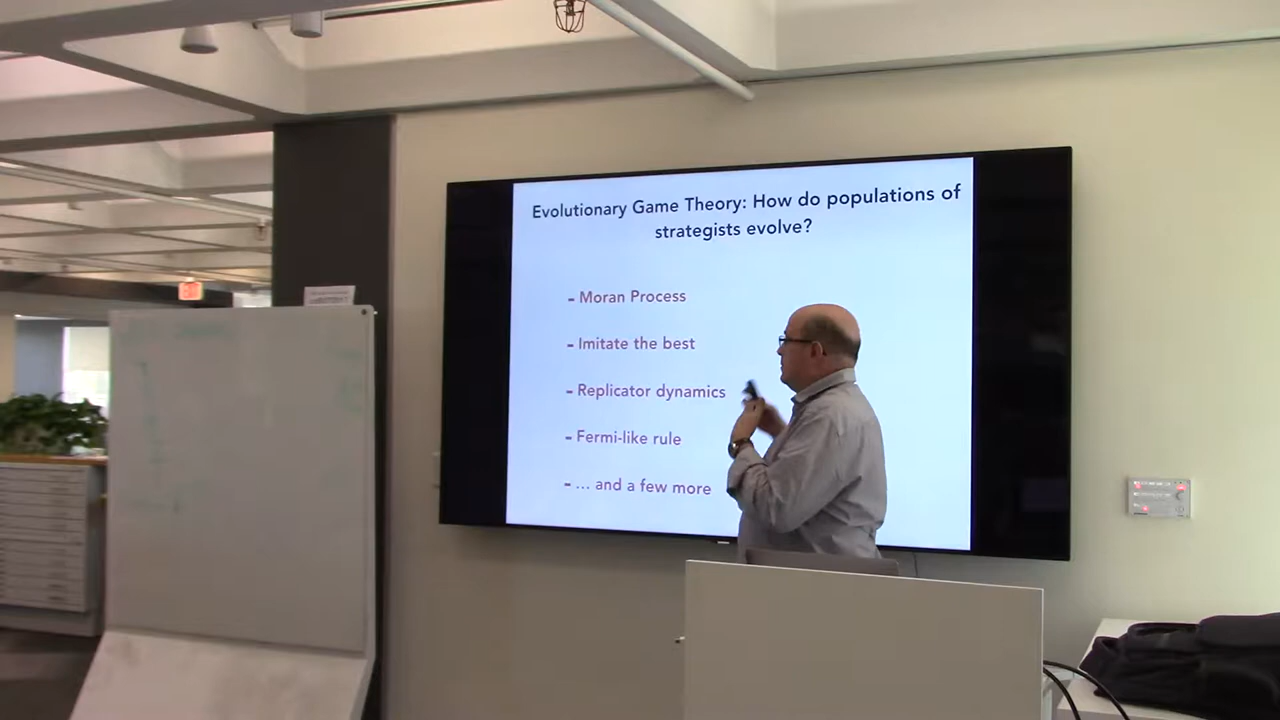 Evolutionary Game Theory: How do populations of
strategists evolve?
- Moran Process
- Imitate the best
- Replicator dynamics
- Fermi-like rule
- ... and a few more